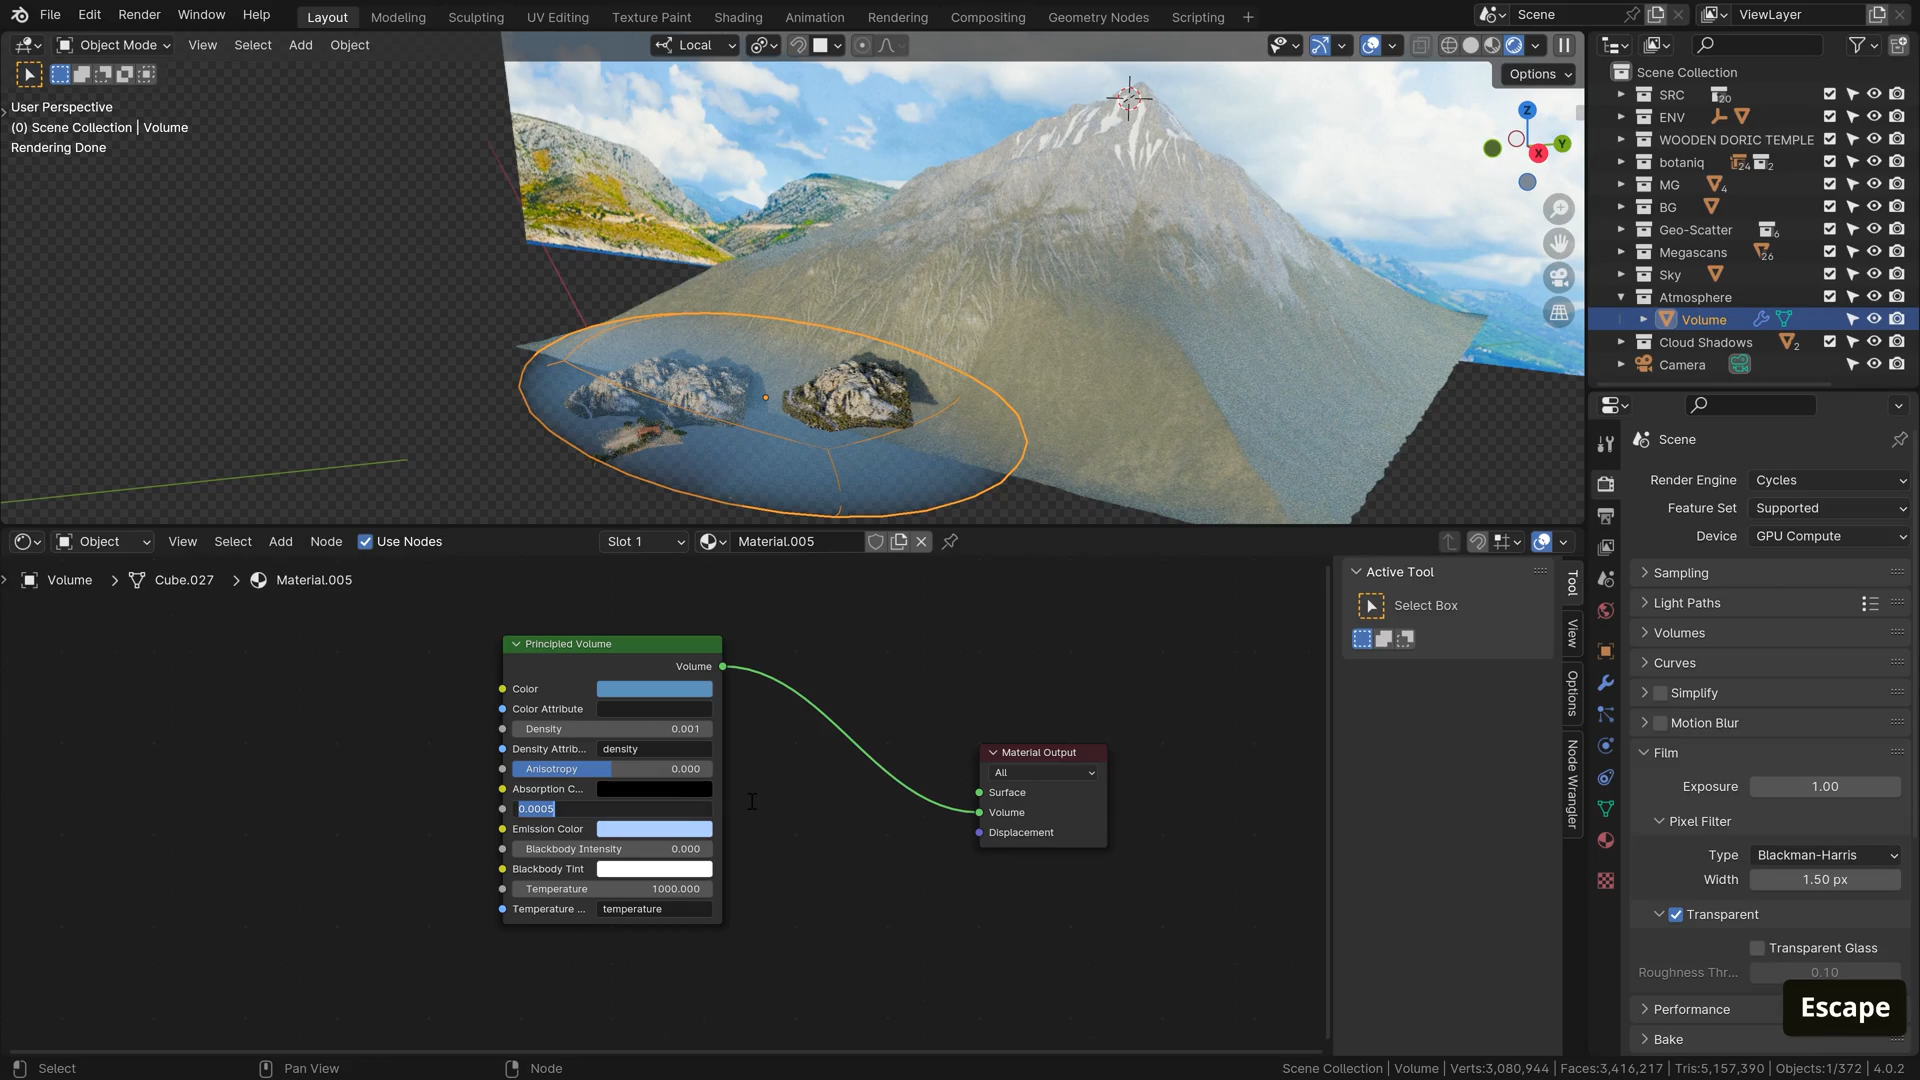 File Edit Render Window Help Layout Modeling Sculpting UV Editing Texture Paint Shading Animation Rendering Compositing Geometry Nodes Scripting + Scene ViewLayer
Object Mode View Select Add Object Local
Options
User Perspective
(0) Scene Collection | Volume
Rendering Done
Z
Y
X
Scene Collection
SRC 20
ENV
WOODEN DORIC TEMPLE
botaniq 24 2
MG 4
BG
Geo-Scatter 6
Megascans 26
Sky
Atmosphere
Volume
Cloud Shadows 2
Camera
Scene
Render Engine Cycles
Feature Set Supported
Device GPU Compute
Sampling
Light Paths
Volumes
Curves
Simplify
Motion Blur
Film
Exposure 1.00
Pixel Filter
Type Blackman-Harris
Width 1.50 px
Transparent
Transparent Glass
Roughness Thr... 0.10
Performance
Bake
Escape
Object View Select Add Node Use Nodes Slot 1 Material.005
Volume > Cube.027 > Material.005
Principled Volume
Volume
Color
Color Attribute
Density 0.001
Density Attrib... density
Anisotropy 0.000
Absorption C...
0.0005
Emission Color
Blackbody Intensity 0.000
Blackbody Tint
Temperature 1000.000
Temperature ... temperature
Material Output
All
Surface
Volume
Displacement
Active Tool
Select Box
Tool
View
Options
Node Wrangler
Select Pan View Node Scene Collection | Volume | Verts:3,080,944 | Faces:3,416,217 | Tris:5,157,390 | Objects:1/372 | 4.0.2